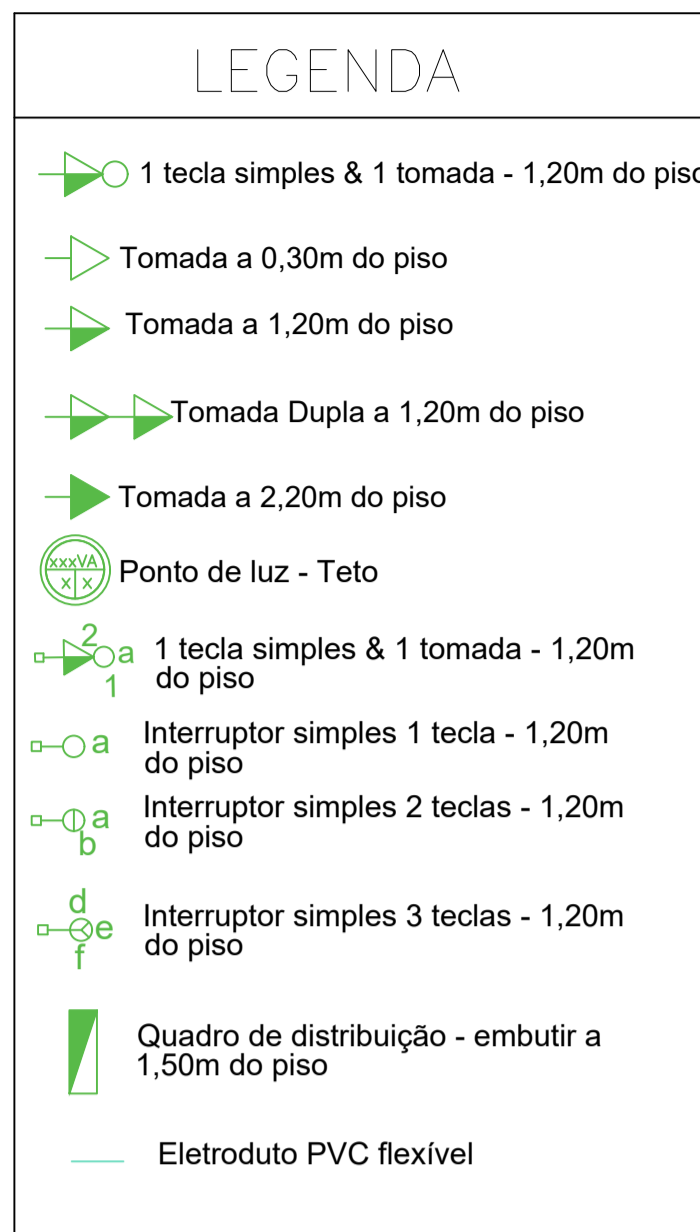 LEGENDA
1 tecla simples & 1 tomada - 1,20m do piso
Tomada a 0,30m do piso
Tomada a 1,20m do piso
Tomada Dupla a 1,20m do piso
Tomada a 2,20m do piso
xxxVA
x x
Ponto de luz - Teto
2
a
1
1 tecla simples & 1 tomada - 1,20m
do piso
a
Interruptor simples 1 tecla - 1,20m
do piso
a
b
Interruptor simples 2 teclas - 1,20m
do piso
d
e
f
Interruptor simples 3 teclas - 1,20m
do piso
Quadro de distribuição - embutir a
1,50m do piso
Eletroduto PVC flexível